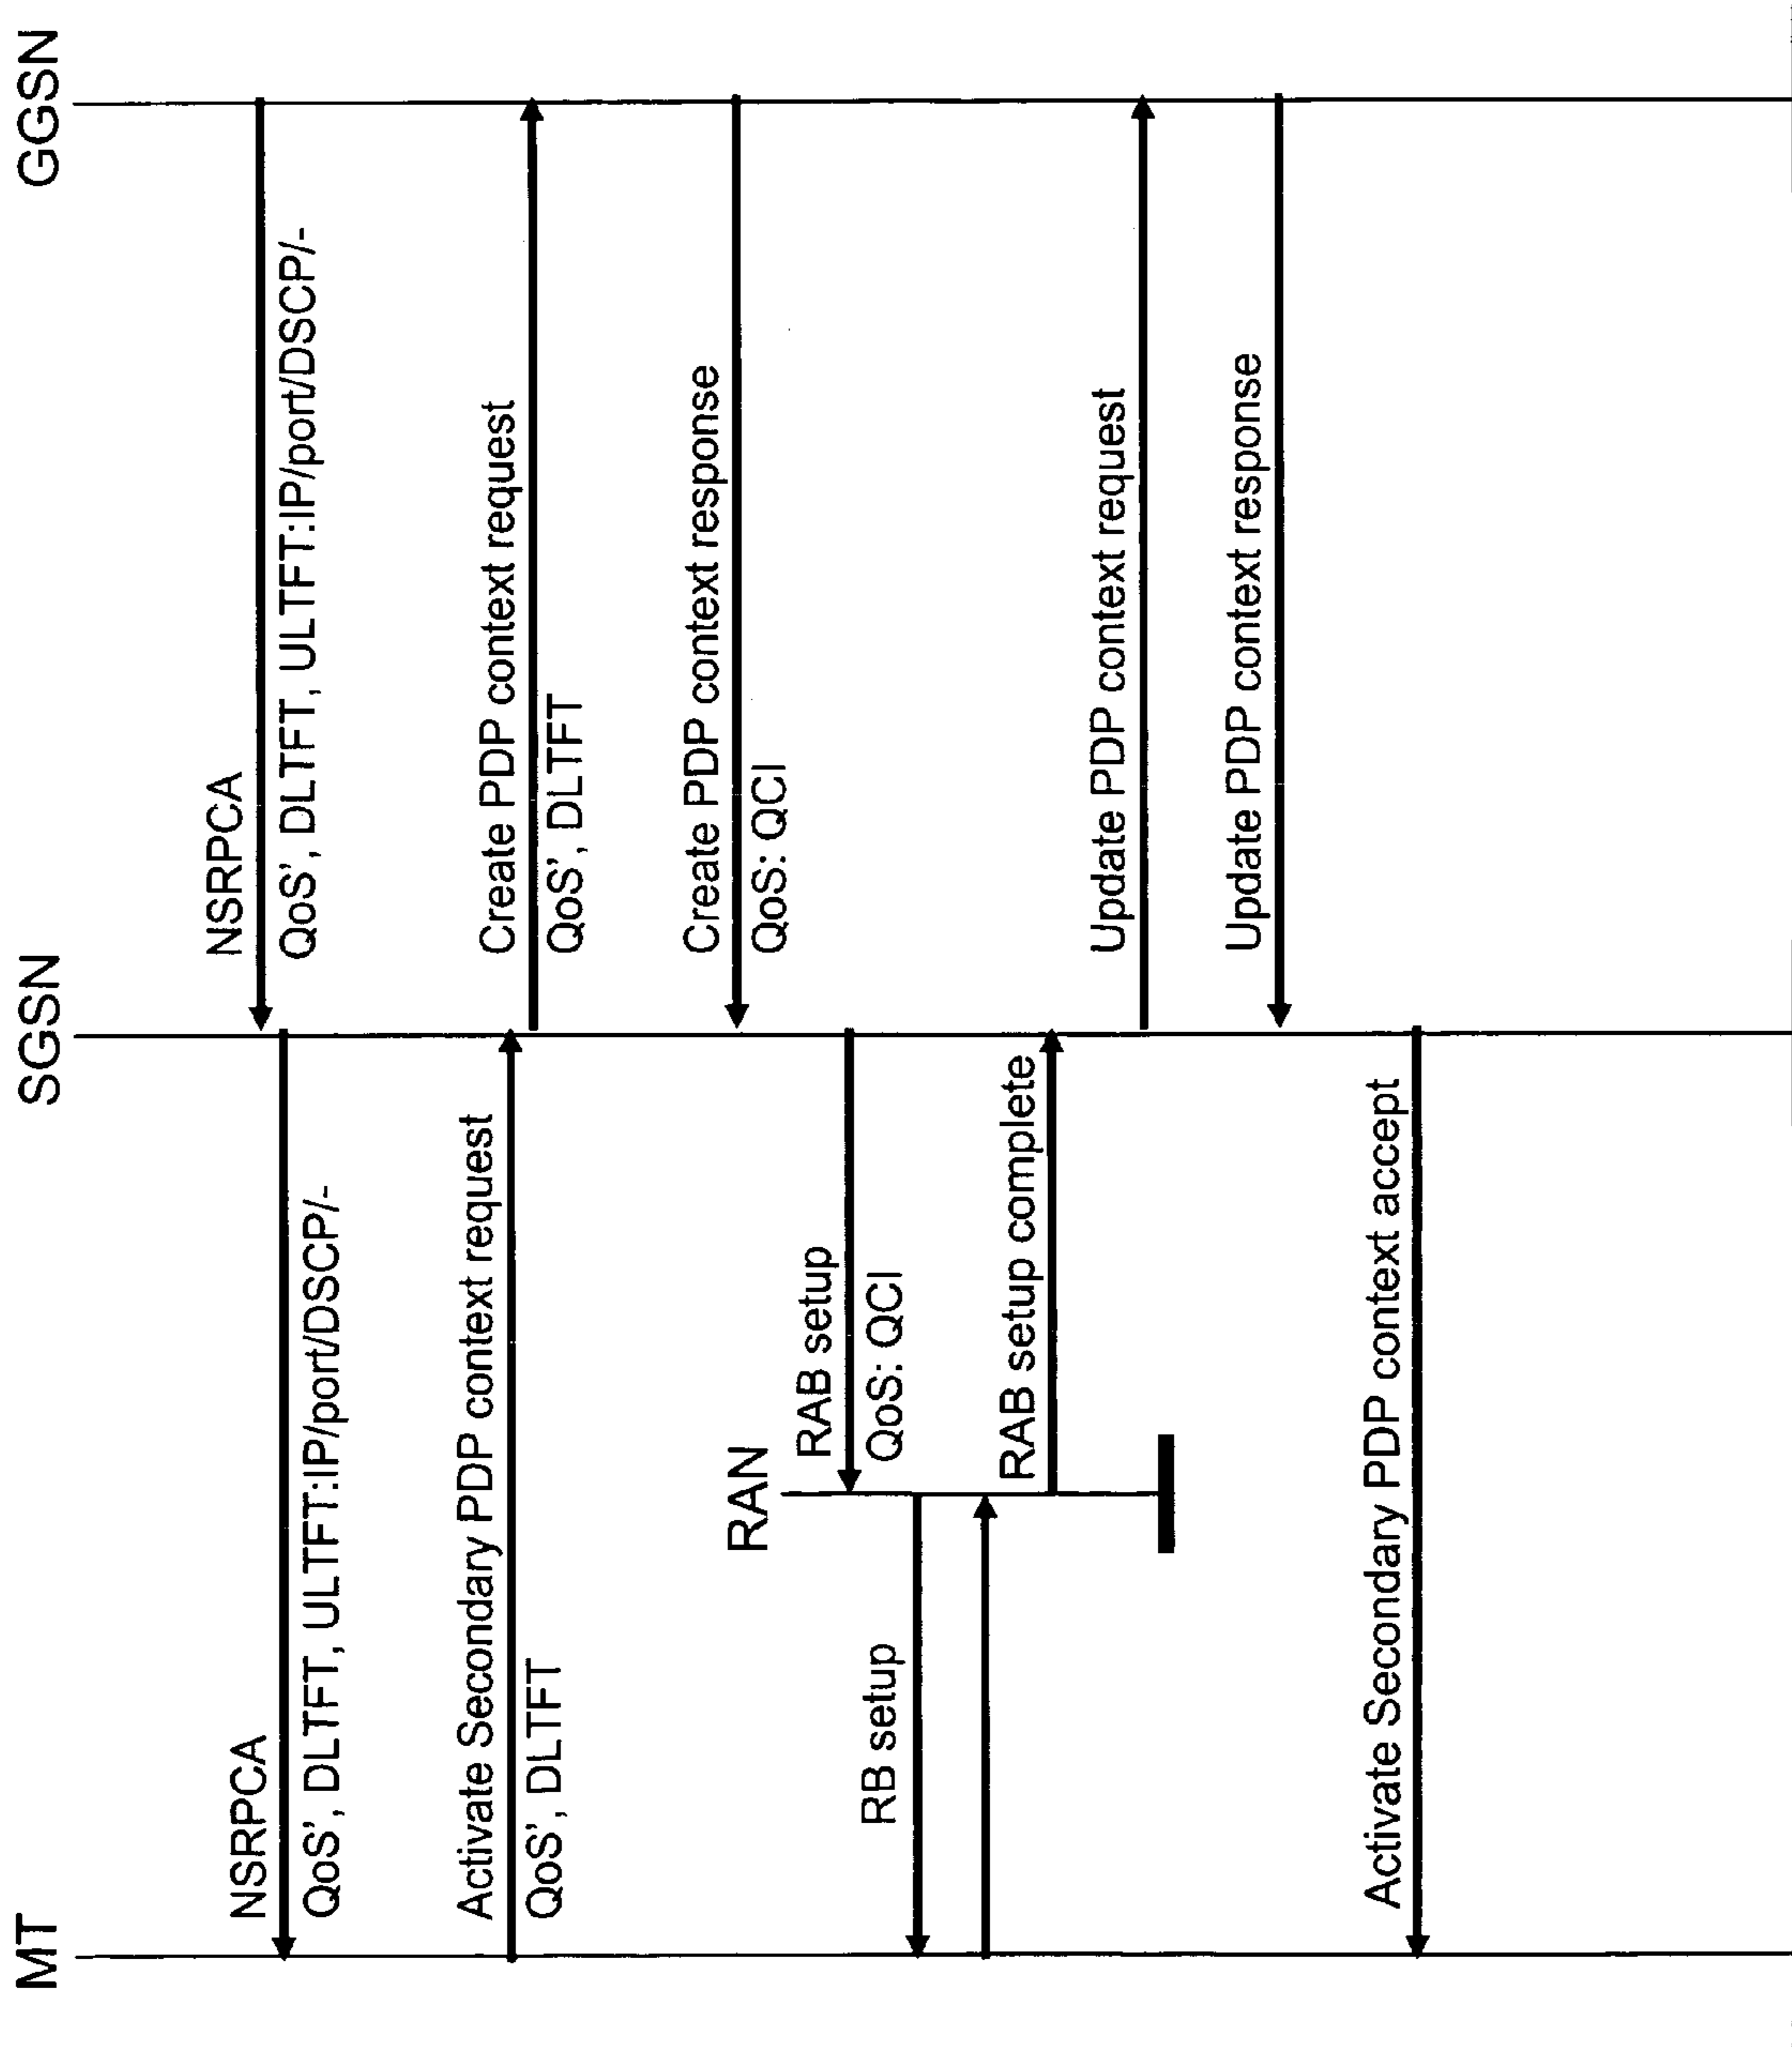 MT
SGSN
GGSN
NSRPCA
QoS', DLTFT, ULTFT:IP/port/DSCP/-
NSRPCA
QoS', DLTFT, ULTFT:IP/port/DSCP/-
Activate Secondary PDP context request
QoS', DLTFT
Create PDP context request
QoS', DLTFT
Create PDP context response
QoS: QCI
RAN
RAB setup
QoS: QCI
RB setup
RAB setup complete
Update PDP context request
Update PDP context response
Activate Secondary PDP context accept